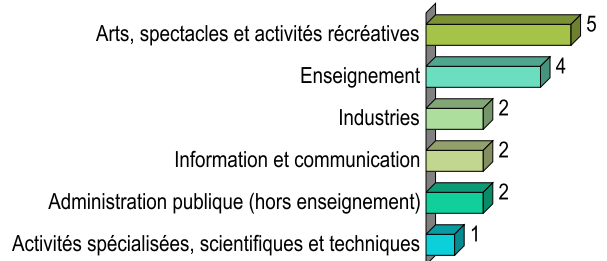 Arts, spectacles et activités récréatives 5
Enseignement 4
Industries 2
Information et communication 2
Administration publique (hors enseignement) 2
Activités spécialisées, scientifiques et techniques 1